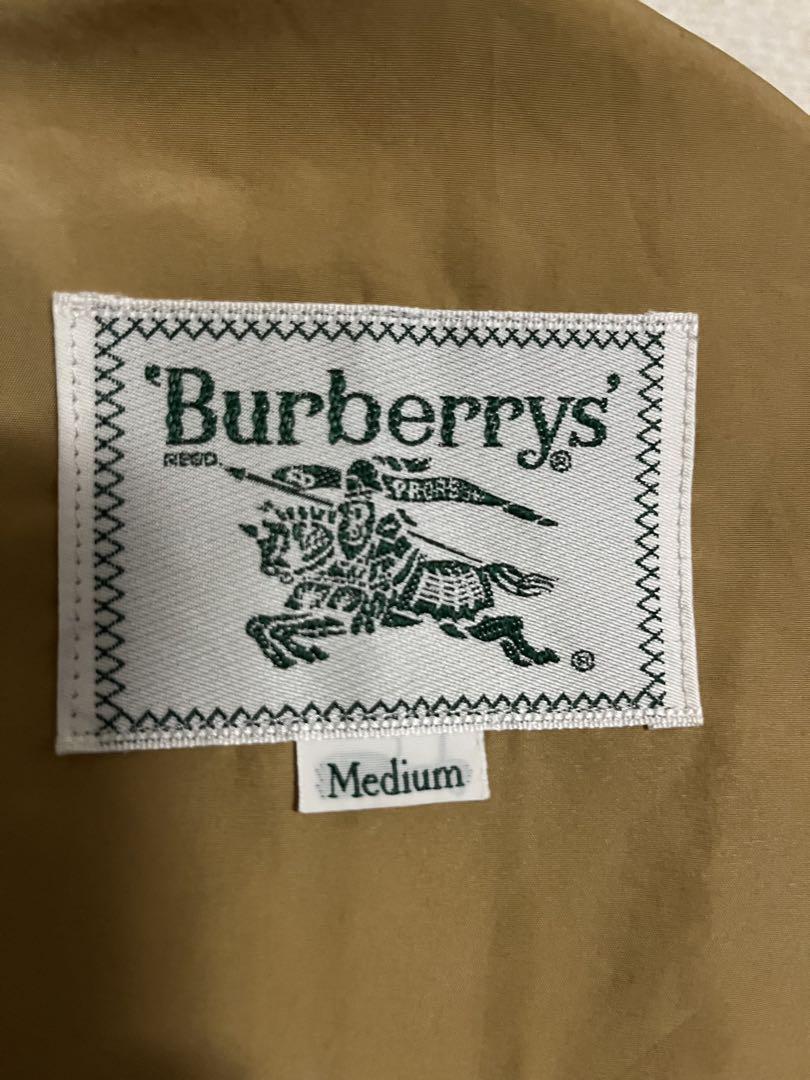 'Burberrys'®
REGD.
PRORSUM
®
Medium